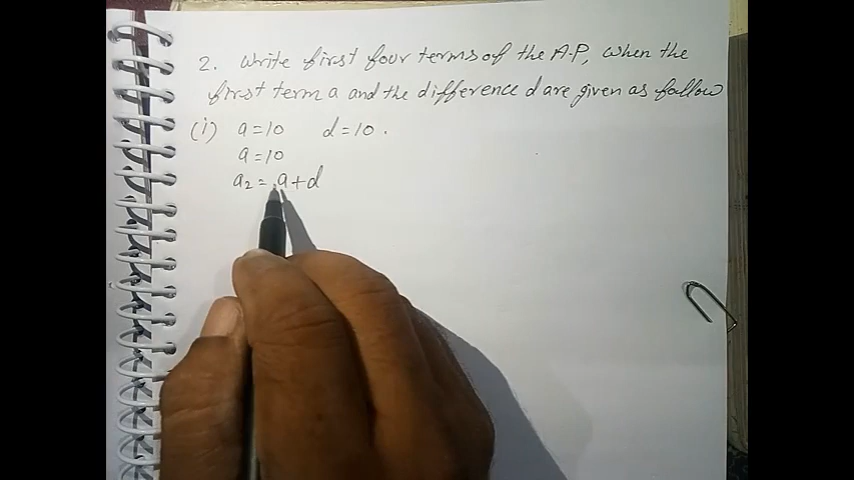 2. Write first four terms of the A.P, when the
first term a and the difference d are given as follow
(i) a=10 d=10.
a=10
a₂=a+d